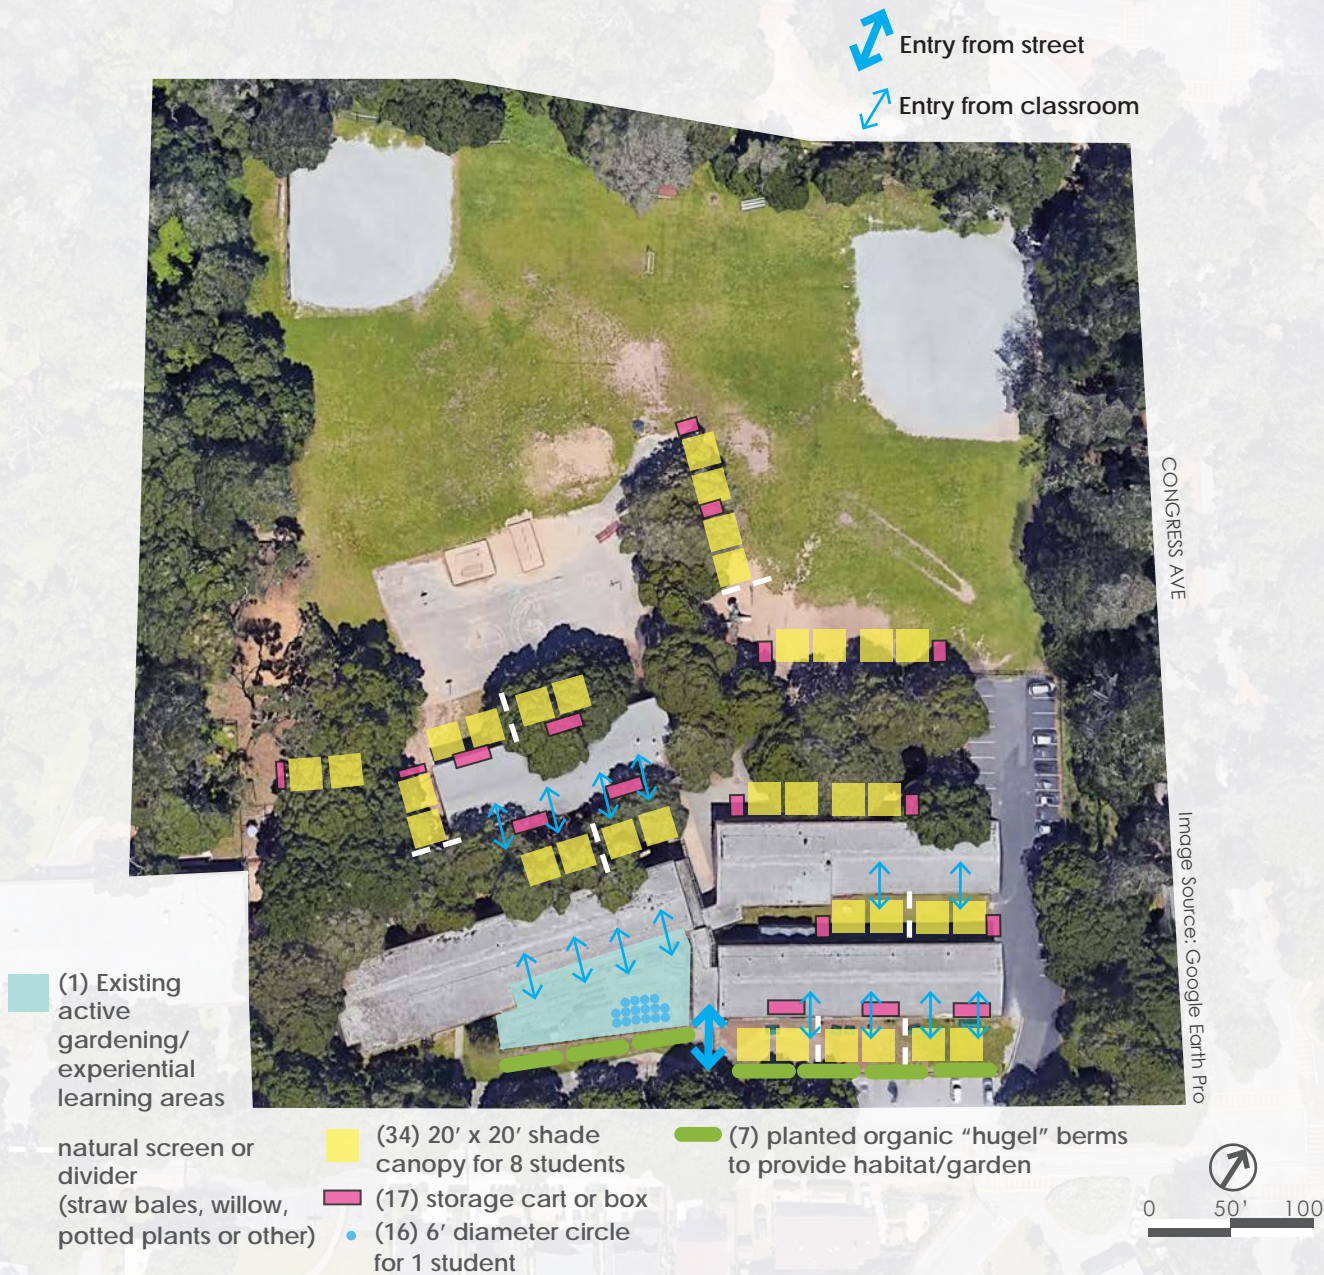 Entry from street
Entry from classroom
CONGRESS AVE
Image Source: Google Earth Pro
(1) Existing
active
gardening/
experiential
learning areas
natural screen or
divider
(straw bales, willow,
potted plants or other)
(34) 20' x 20' shade
canopy for 8 students
(17) storage cart or box
(16) 6' diameter circle
for 1 student
(7) planted organic “hugel” berms
to provide habitat/garden
0 50' 100